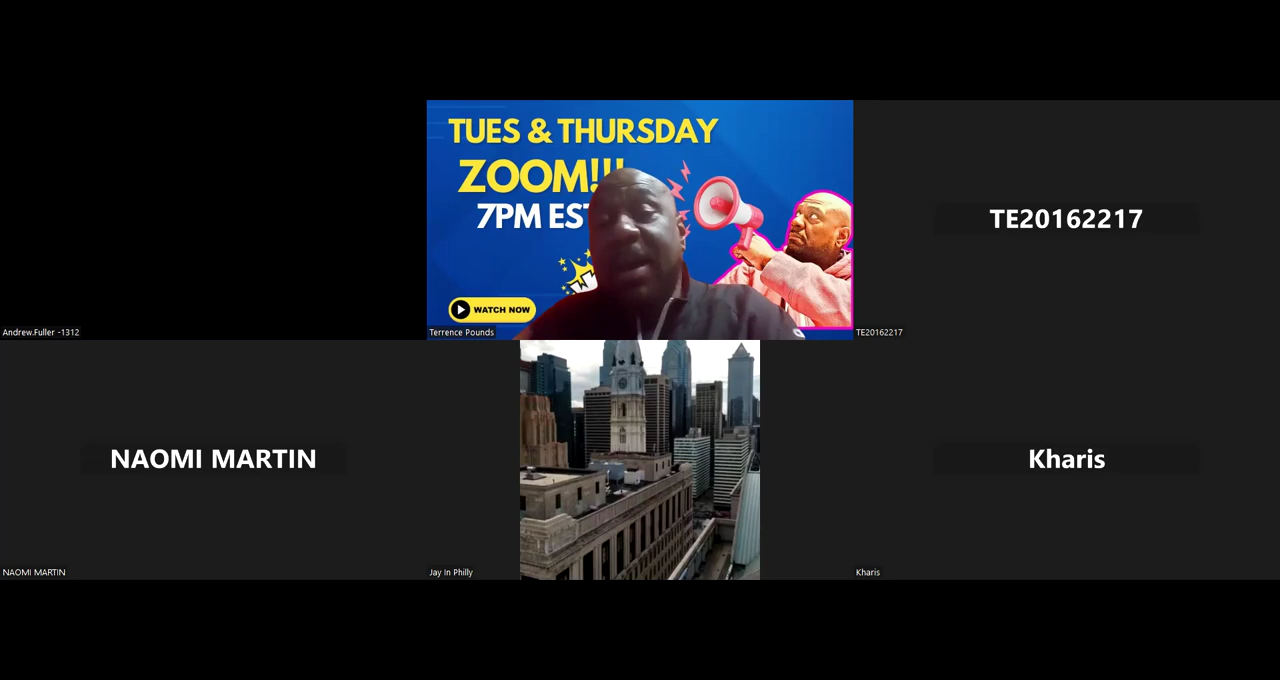 TUES & THURSDAY
ZOOM!!!
7PM EST
WATCH NOW
Andrew.Fuller -1312
Terrence Pounds
TE20162217
TE20162217
NAOMI MARTIN
Kharis
NAOMI MARTIN
Jay In Philly
Kharis